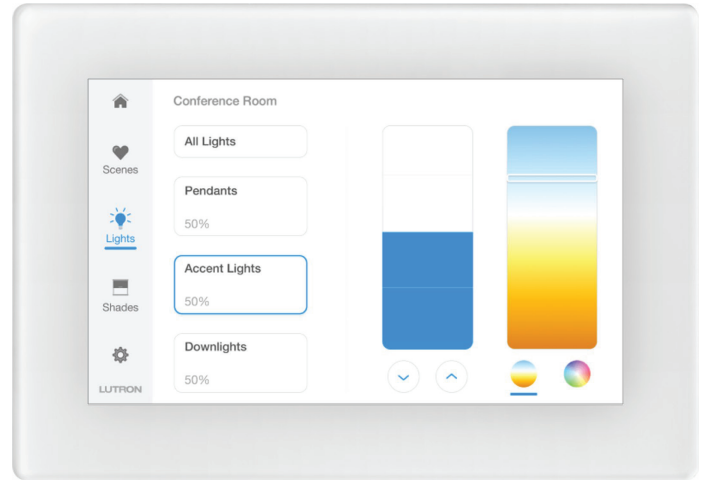 Conference Room
Scenes
Lights
Shades
LUTRON
All Lights
Pendants
50%
Accent Lights
50%
Downlights
50%